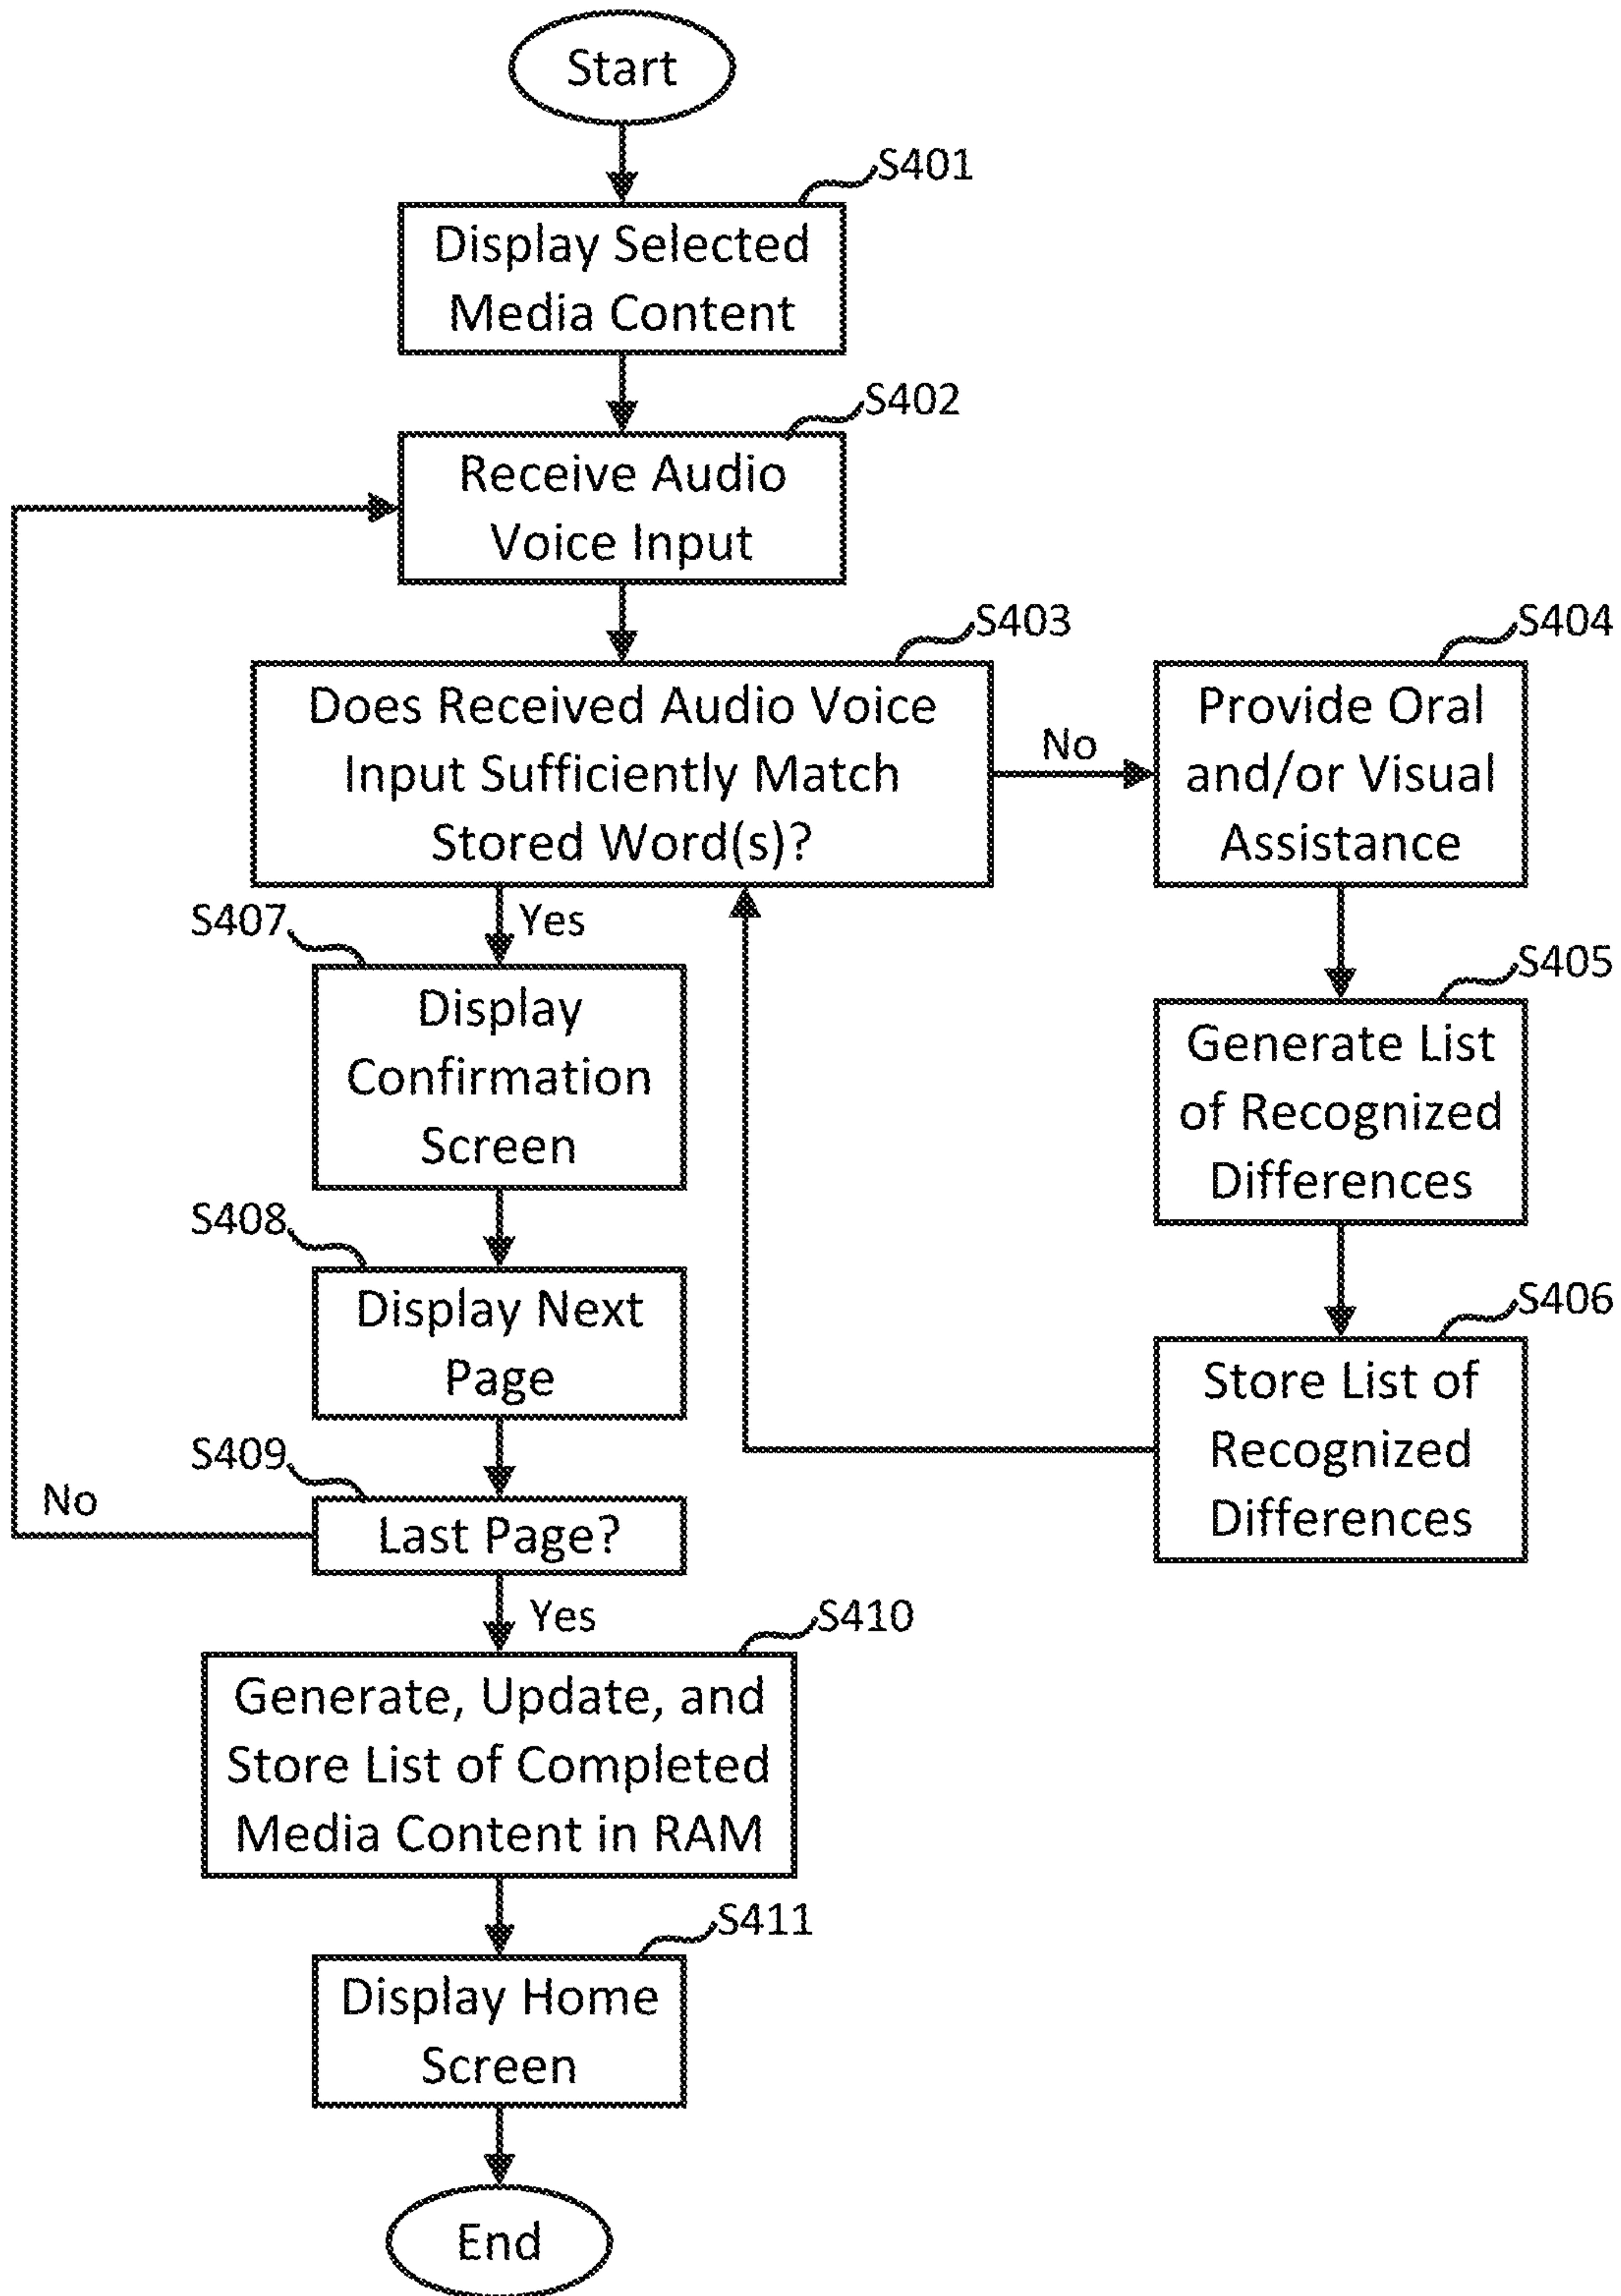 Start
S401
Display Selected
Media Content
S402
Receive Audio
Voice Input
S403
Does Received Audio Voice
Input Sufficiently Match
Stored Word(s)?
No
S404
Provide Oral
and/or Visual
Assistance
S405
Generate List
of Recognized
Differences
S406
Store List of
Recognized
Differences
Yes
S407
Display
Confirmation
Screen
S408
Display Next
Page
S409
Last Page?
No
Yes
S410
Generate, Update, and
Store List of Completed
Media Content in RAM
S411
Display Home
Screen
End